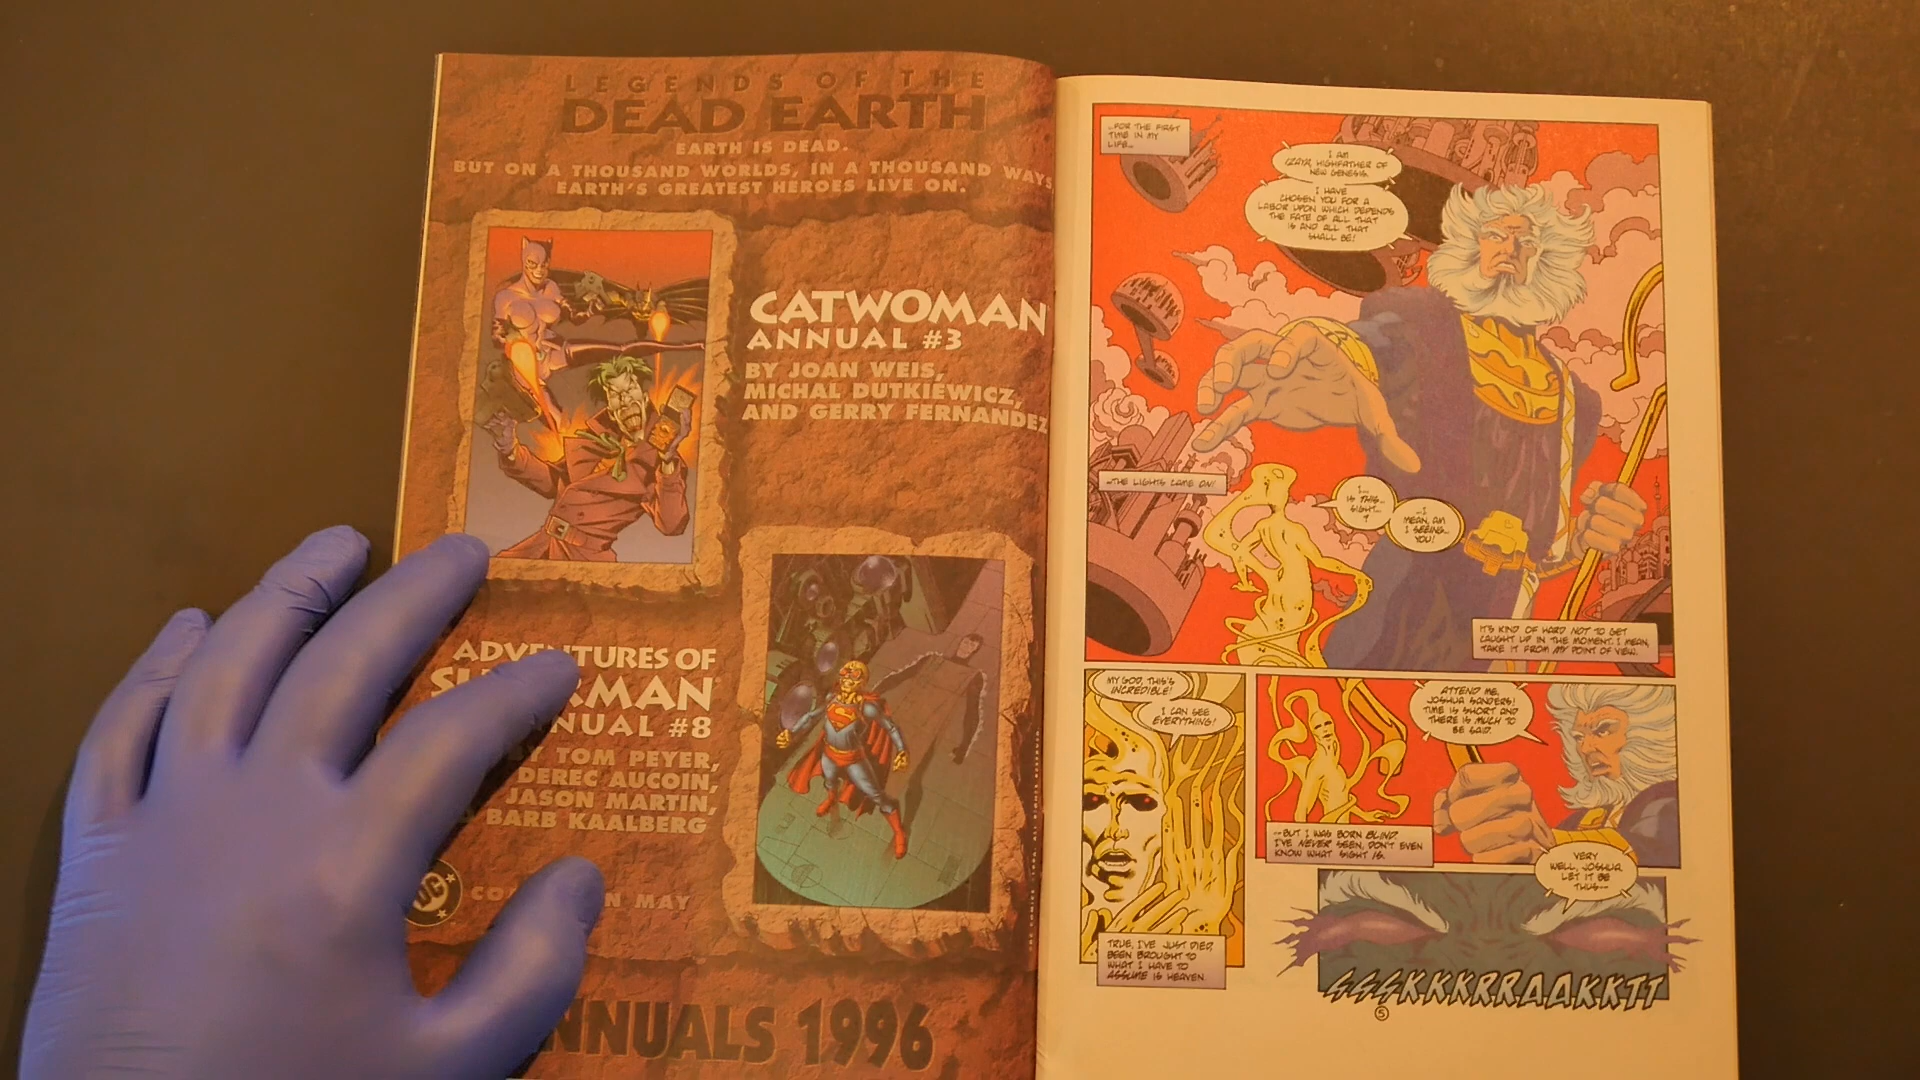 LEGENDS OF THE
DEAD EARTH
EARTH IS DEAD.
BUT ON A THOUSAND WORLDS, IN A THOUSAND WAYS,
EARTH'S GREATEST HEROES LIVE ON.
CATWOMAN
ANNUAL #3
BY JOAN WEIS,
MICHAL DUTKIEWICZ,
AND GERRY FERNANDEZ
ADVENTURES OF
ANNUAL #8
BY TOM PEYER,
DEREC AUCOIN,
JASON MARTIN,
BARB KAALBERG
DC
IN MAY
ANNUALS 1996
...FOR THE FIRST
TIME IN MY
LIFE...
I AM
IZAYA, HIGHFATHER OF
NEW GENESIS.
I HAVE
CHOSEN YOU FOR A
LABOR UPON WHICH DEPENDS
THE FATE OF ALL THAT
IS AND ALL THAT
SHALL BE!
...THE LIGHTS CAME ON!
I...
IS THIS...
SIGHT...
?
...I
MEAN, AM
I SEEING...
YOU!
IT'S KIND OF HARD NOT TO GET
CAUGHT UP IN THE MOMENT. I MEAN,
TAKE IT FROM MY POINT OF VIEW.
MY GOD, THIS'S
INCREDIBLE!
I CAN SEE
EVERYTHING!
TRUE, I'VE JUST DIED,
BEEN BROUGHT TO
WHAT I HAVE TO
ASSUME IS HEAVEN.
ATTEND ME,
JOSHUA SANDERS!
TIME IS SHORT AND
THERE IS MUCH TO
BE SAID.
--BUT I WAS BORN BLIND.
I'VE NEVER SEEN, DON'T EVEN
KNOW WHAT SIGHT IS.
VERY
WELL, JOSHUA.
LET IT BE
THUS--
SSSKKKKRRAAKKTT
5